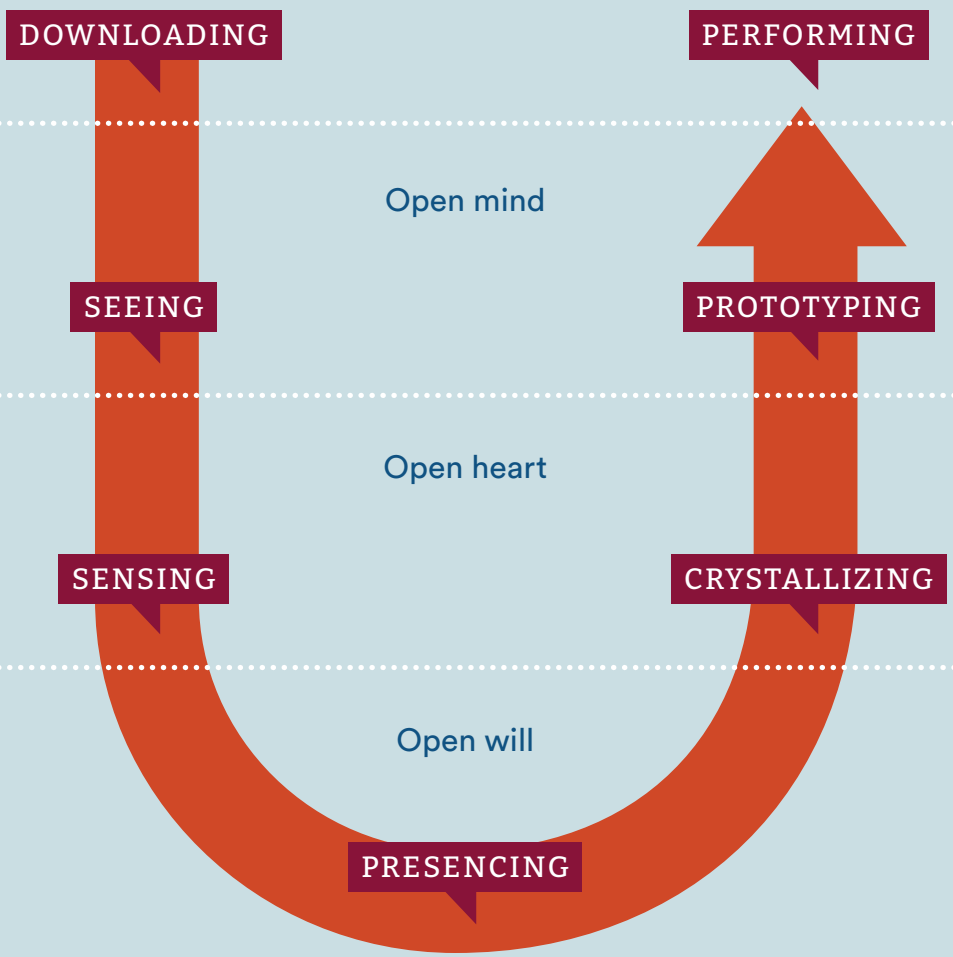 DOWNLOADING
PERFORMING
Open mind
SEEING
PROTOTYPING
Open heart
SENSING
CRYSTALLIZING
Open will
PRESENCING